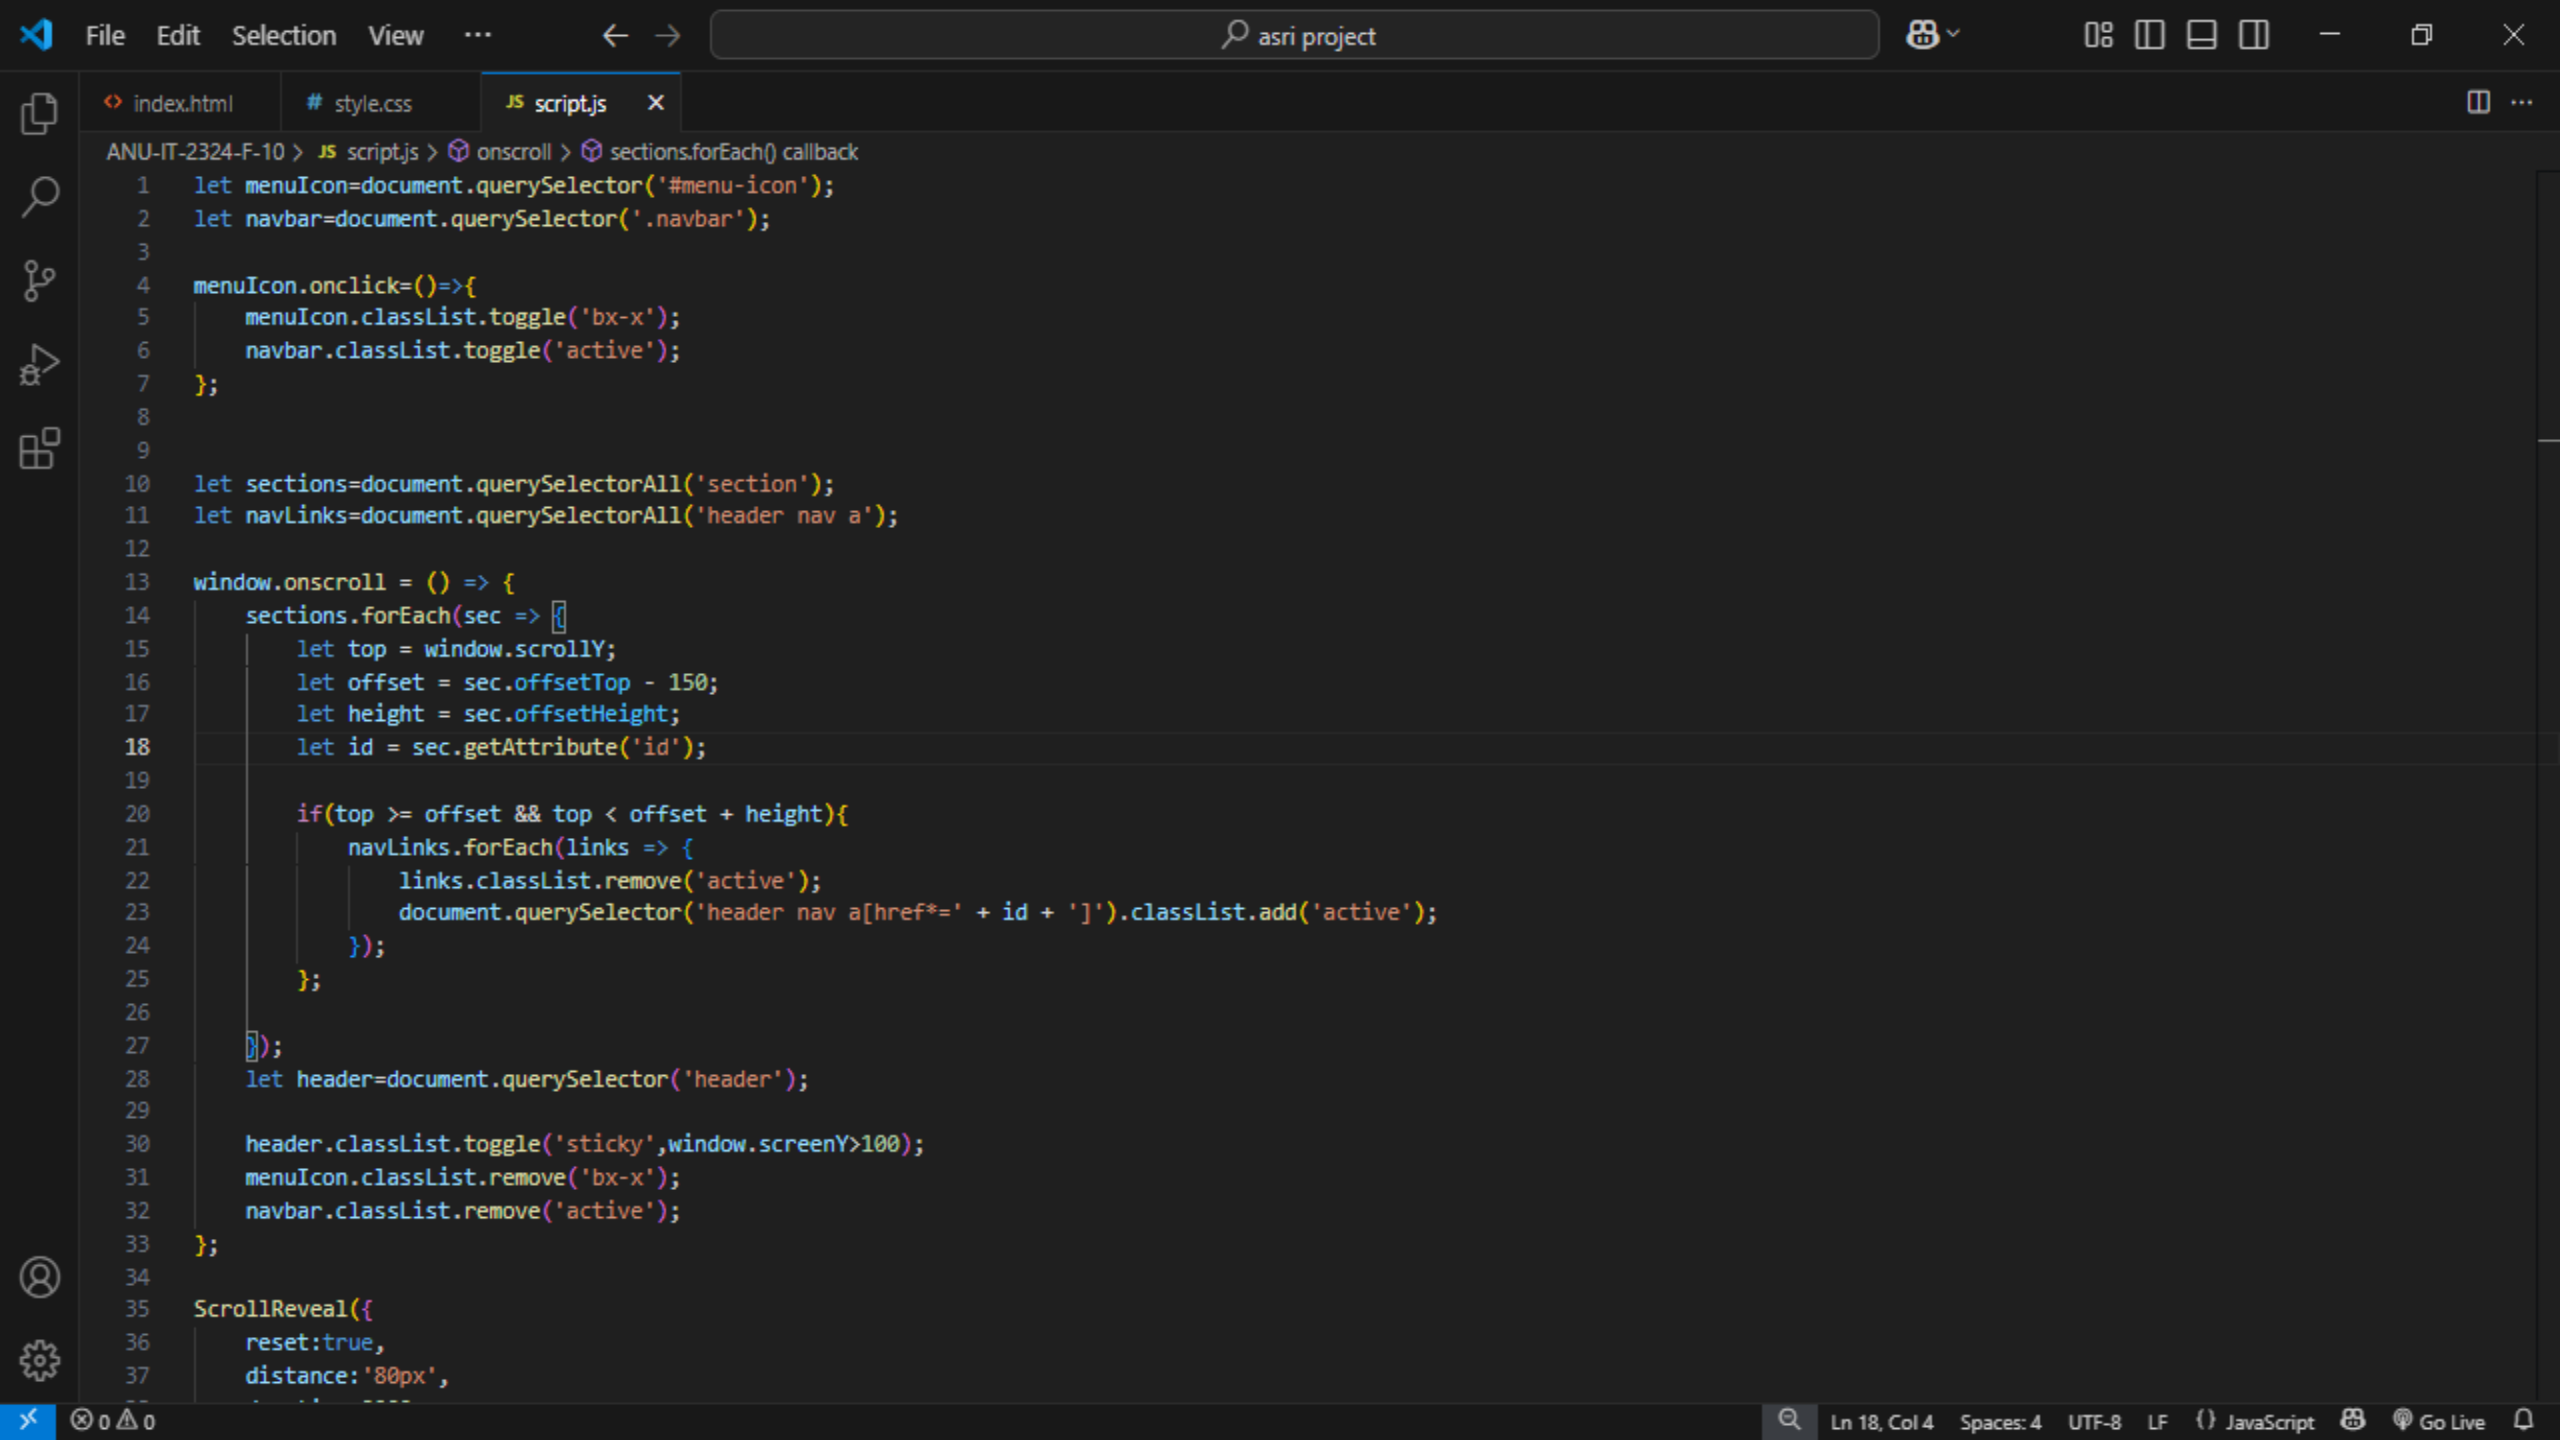 File Edit Selection View ··· asri project
index.html style.css JS script.js
ANU-IT-2324-F-10 > JS script.js > onscroll > sections.forEach() callback
1 let menuIcon=document.querySelector('#menu-icon');
2 let navbar=document.querySelector('.navbar');
3
4 menuIcon.onclick=()=>{
5     menuIcon.classList.toggle('bx-x');
6     navbar.classList.toggle('active');
7 };
8
9
10 let sections=document.querySelectorAll('section');
11 let navLinks=document.querySelectorAll('header nav a');
12
13 window.onscroll = () => {
14     sections.forEach(sec => {
15         let top = window.scrollY;
16         let offset = sec.offsetTop - 150;
17         let height = sec.offsetHeight;
18         let id = sec.getAttribute('id');
19
20         if(top >= offset && top < offset + height){
21             navLinks.forEach(links => {
22                 links.classList.remove('active');
23                 document.querySelector('header nav a[href*=' + id + ']').classList.add('active');
24             });
25         };
26
27     });
28     let header=document.querySelector('header');
29
30     header.classList.toggle('sticky',window.screenY>100);
31     menuIcon.classList.remove('bx-x');
32     navbar.classList.remove('active');
33 };
34
35 ScrollReveal({
36     reset:true,
37     distance:'80px',
0 0 Ln 18, Col 4 Spaces: 4 UTF-8 LF {} JavaScript Go Live